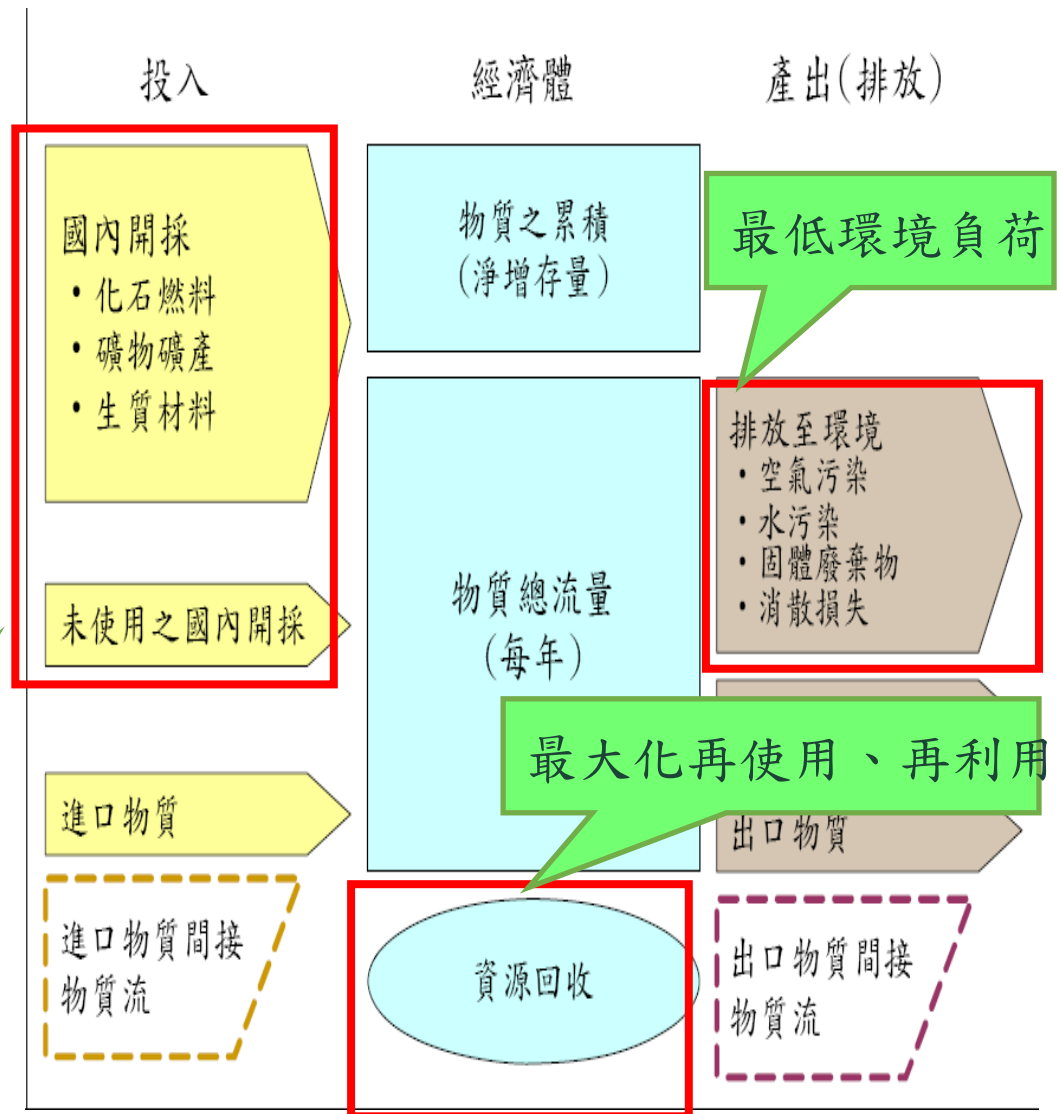 投入
經濟體
產出(排放)
國內開採
・化石燃料
・礦物礦產
・生質材料
未使用之國內開採
進口物質
進口物質間接
物質流
物質之累積
(淨增存量)
物質總流量
(每年)
最大化再使用、再利用
資源回收
最低環境負荷
排放至環境
・空氣污染
・水污染
・固體廢棄物
・消散損失
出口物質
出口物質間接
物質流